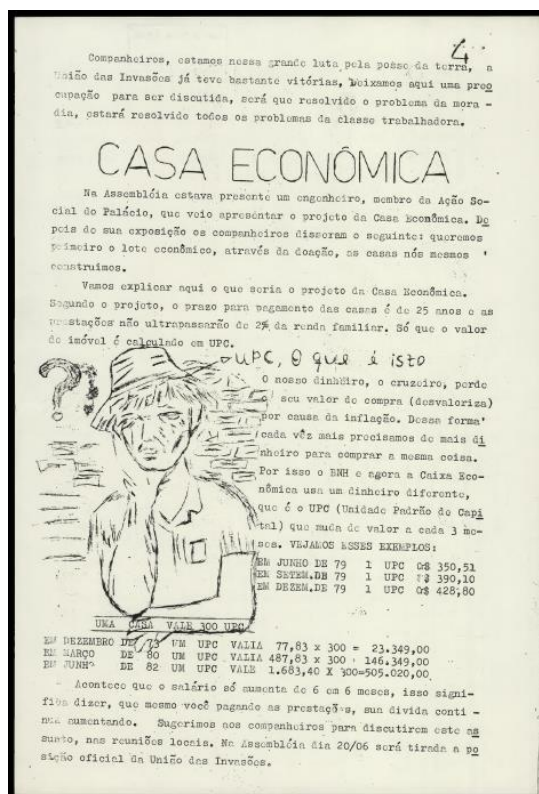 4
Companheiros, estamos nessa grande luta pela posse da terra, a
União das Invasões já teve bastante vitórias, Deixamos aqui uma preo
cupação para ser discutida, será que resolvido o problema da mora -
dia, estará resolvido todos os problemas da classe trabalhadora.
CASA ECONÔMICA
Na Assembléia estava presente um engenheiro, membro da Ação So-
cial do Palácio, que veio apresentar o projeto da Casa Econômica. De
pois de sua exposição os companheiros disseram o seguinte: queremos
primeiro o lote econômico, através da doação, as casas nós mesmos '
construimos.
Vamos explicar aqui o que seria o projeto da Casa Econômica.
Segundo o projeto, o prazo para pagamento das casas é de 25 anos e as
prestações não ultrapassarão de 2% da renda familiar. Só que o valor
do imóvel é calculado em UPC.
?! 
UPC, O que é isto
O nosso dinheiro, o cruzeiro, perde
o seu valor de compra (desvaloriza)
por causa da inflação. Dessa forma'
cada vêz mais precisamos de mais di
nheiro para comprar a mesma coisa.
Por isso o BNH e agora a Caixa Eco-
nômica usa um dinheiro diferente,
que é o UPC (Unidade Padrão de Capi
tal) que muda de valor a cada 3 me-
ses. VEJAMOS ESSES EXEMPLOS:
EM JUNHO DE 79 1 UPC Cr$ 350,51
EM SETEM.DE 79 1 UPC Cr$ 390,10
EM DEZEM.DE 79 1 UPC Cr$ 428,80
UMA CASA VALE 300 UPC
EM DEZEMBRO DE 73 UM UPC VALIA 77,83 x 300 = 23.349,00
EM MARÇO DE 80 UM UPC VALIA 487,83 x 300 = 146.349,00
EM JUNHO DE 82 UM UPC VALE 1.683,40 X 300=505.020,00
Acontece que o salário só aumenta de 6 em 6 meses, isso signi-
fica dizer, que mesmo você pagando as prestações, sua divida conti -
nua aumentando. Sugerimos aos companheiros para discutirem este as
sunto, nas reuniões locais. Na Assembléia dia 20/06 será tirada a po
sição oficial da União das Invasões.